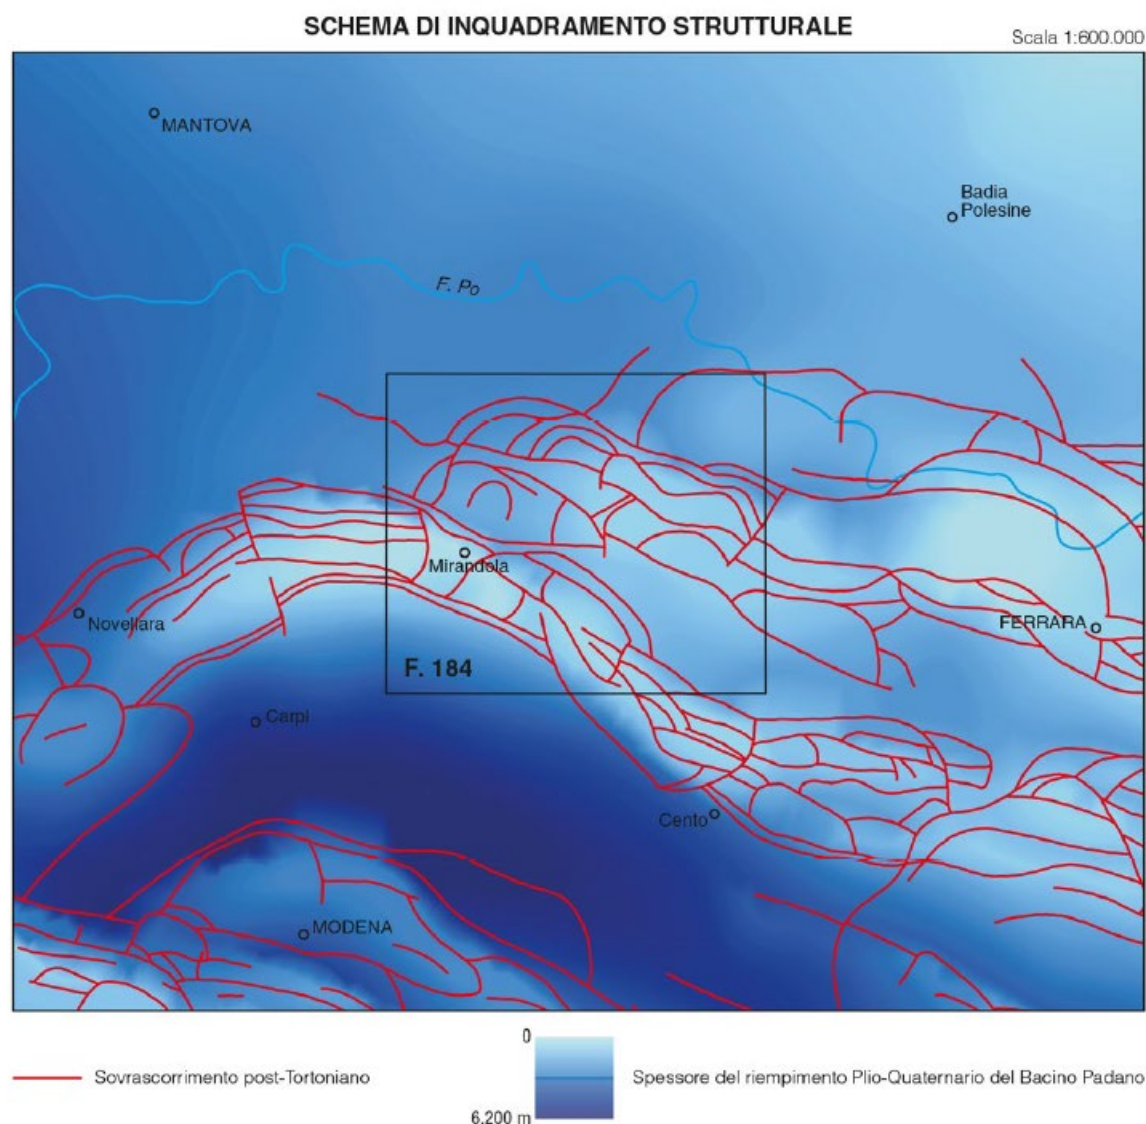 SCHEMA DI INQUADRAMENTO STRUTTURALE
Scala 1:600.000
MANTOVA
Badia
Polesine
F. Po
Mirandola
Novellara
FERRARA
F. 184
Carpi
Cento
MODENA
0
Sovrascorrimento post-Tortoniano
Spessore del riempimento Plio-Quaternario del Bacino Padano
6.200 m